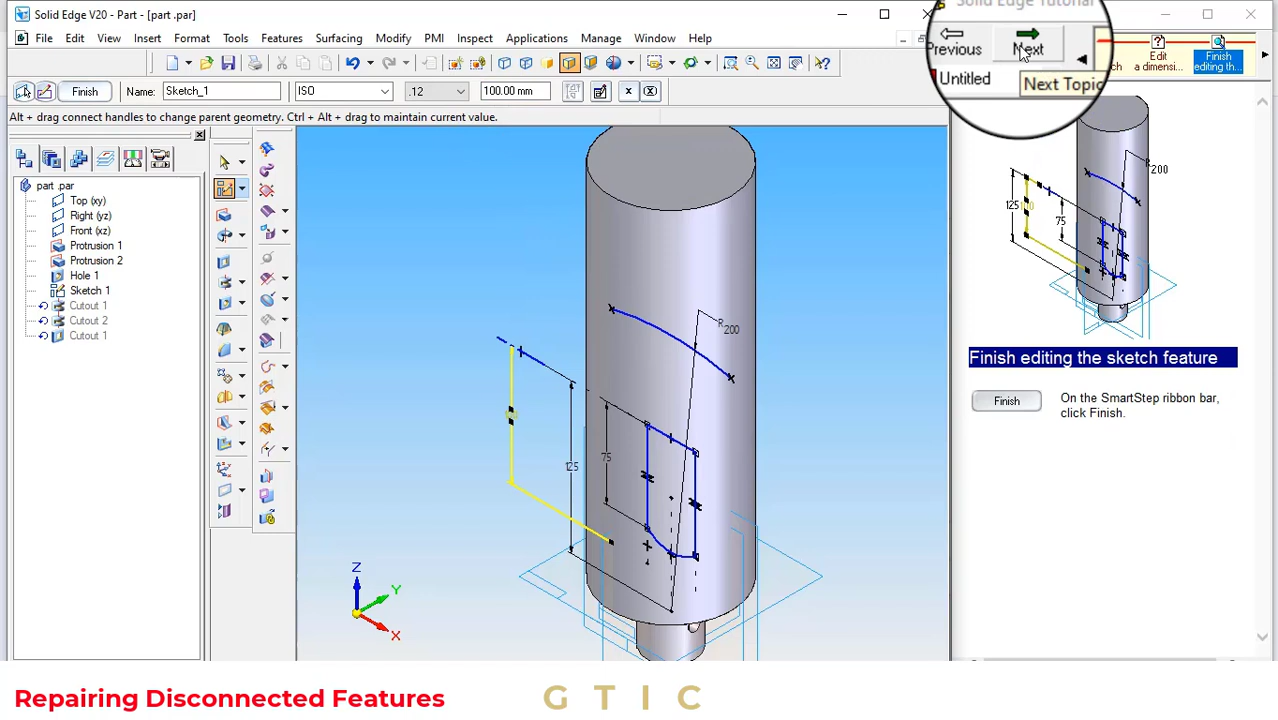 Solid Edge V20 - Part - [part .par]
Solid Edge Tutorial
File Edit View Insert Format Tools Features Surfacing Modify PMI Inspect Applications Manage Window Help
Previous
Next
Untitled
Next Topic
Edit
a dimensi...
Finish
editing th...
Finish
Name:
Sketch_1
ISO
.12
100.00 mm
Alt + drag connect handles to change parent geometry. Ctrl + Alt + drag to maintain current value.
part .par
Top (xy)
Right (yz)
Front (xz)
Protrusion 1
Protrusion 2
Hole 1
Sketch 1
Cutout 1
Cutout 2
Cutout 1
R
200
125
75
Z
Y
X
R
200
125
75
Finish editing the sketch feature
Finish
On the SmartStep ribbon bar,
click Finish.
Repairing Disconnected Features
GTIC